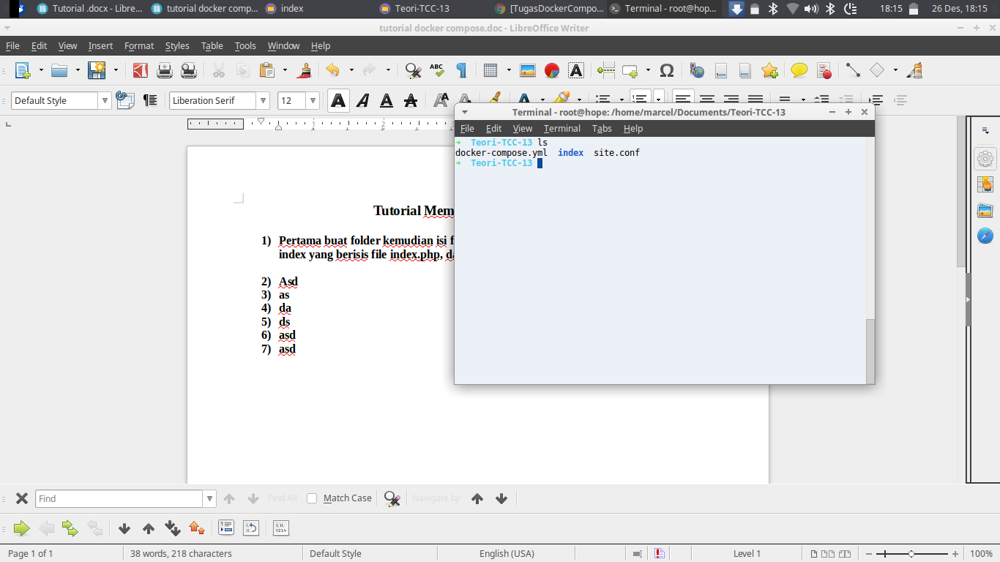 Tutorial .docx - Libre...
tutorial docker comp...
index
Teori-TCC-13
[TugasDockerCompo...
Terminal - root@hop...
18:15
26 Des, 18:15
tutorial docker compose.doc - LibreOffice Writer
File Edit View Insert Format Styles Table Tools Window Help
Default Style
Liberation Serif
12
Terminal - root@hope: /home/marcel/Documents/Teori-TCC-13
File Edit View Terminal Tabs Help
➜ Teori-TCC-13 ls
docker-compose.yml index site.conf
➜ Teori-TCC-13
Tutorial Mem
1) Pertama buat folder kemudian isi f
index yang berisis file index.php, da
2) Asd
3) as
4) da
5) ds
6) asd
7) asd
Find
Find All
Match Case
Navigate by
Page 1 of 1
38 words, 218 characters
Default Style
English (USA)
Level 1
100%